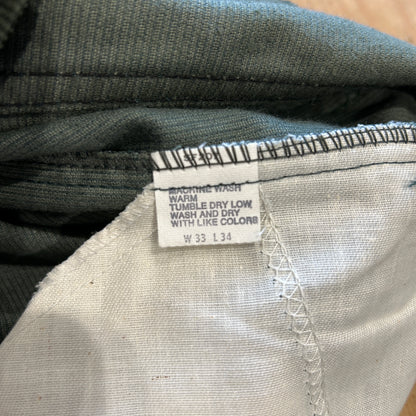 MACHINE WASH
WARM
TUMBLE DRY LOW
WASH AND DRY
WITH LIKE COLORS
W 33 L 34